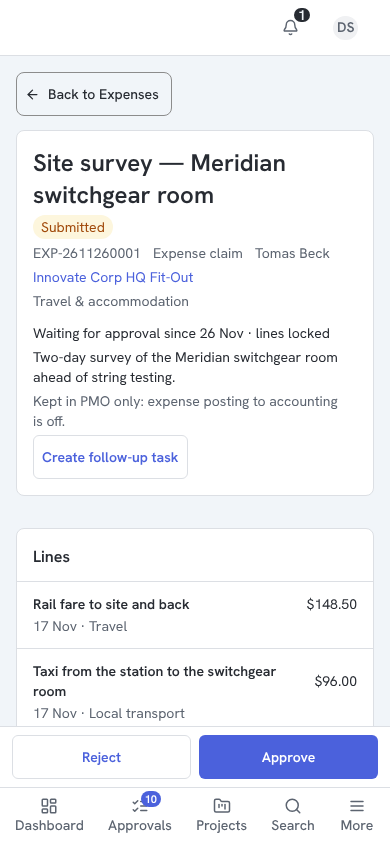 1
DS
Back to Expenses
Site survey — Meridian
switchgear room
Submitted
EXP-2611260001 Expense claim Tomas Beck
Innovate Corp HQ Fit-Out
Travel & accommodation
Waiting for approval since 26 Nov · lines locked
Two-day survey of the Meridian switchgear room
ahead of string testing.
Kept in PMO only: expense posting to accounting
is off.
Create follow-up task
Lines
Rail fare to site and back $148.50
17 Nov · Travel
Taxi from the station to the switchgear
room $96.00
17 Nov · Local transport
Reject Approve
10
Dashboard Approvals Projects Search More